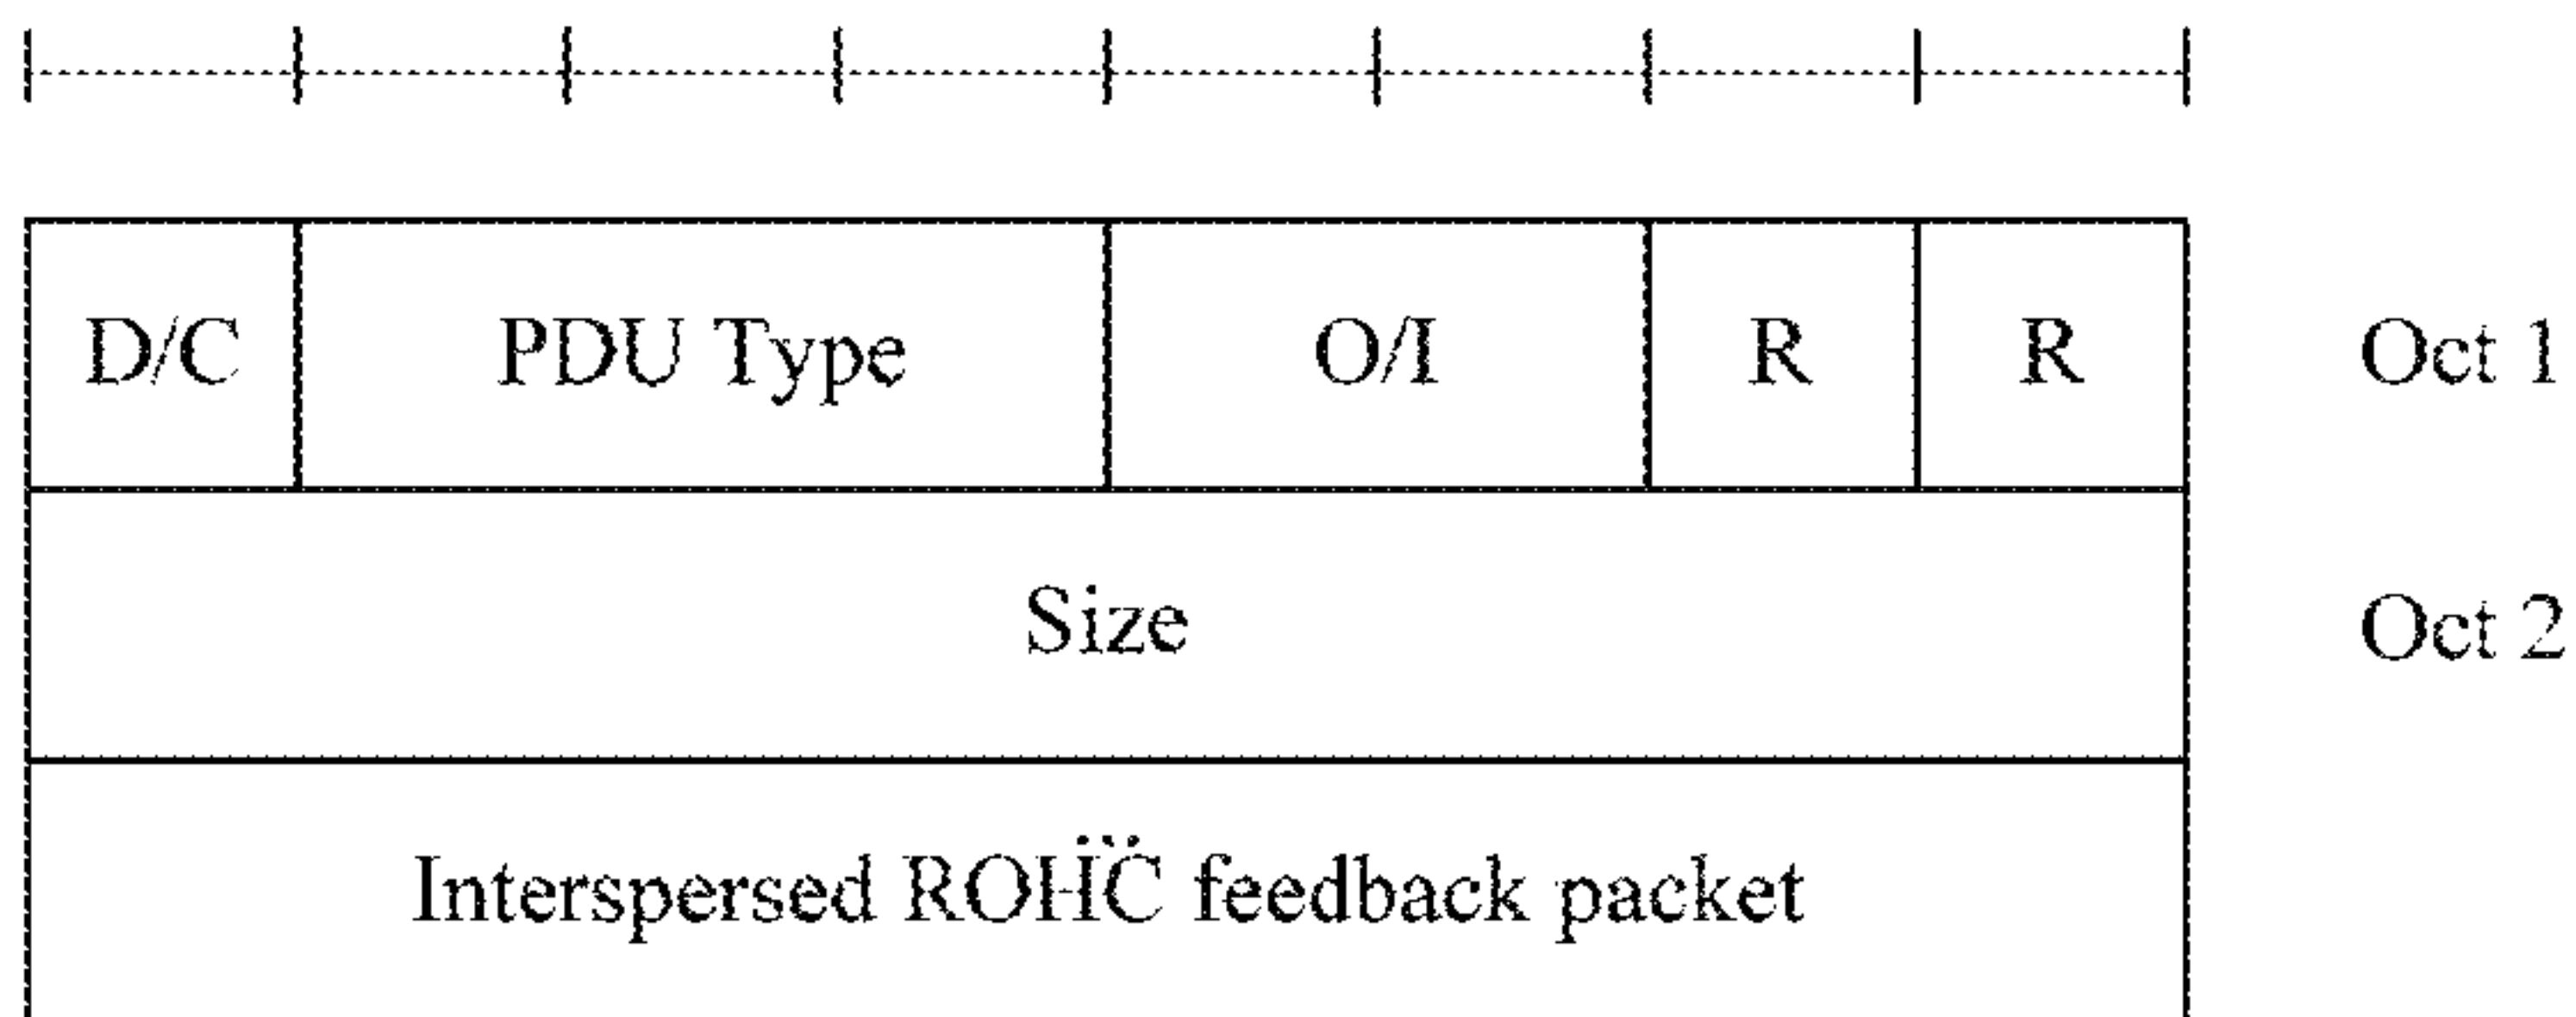 D/C PDU Type O/I R R Oct 1
Size Oct 2
...
Interspersed ROHC feedback packet